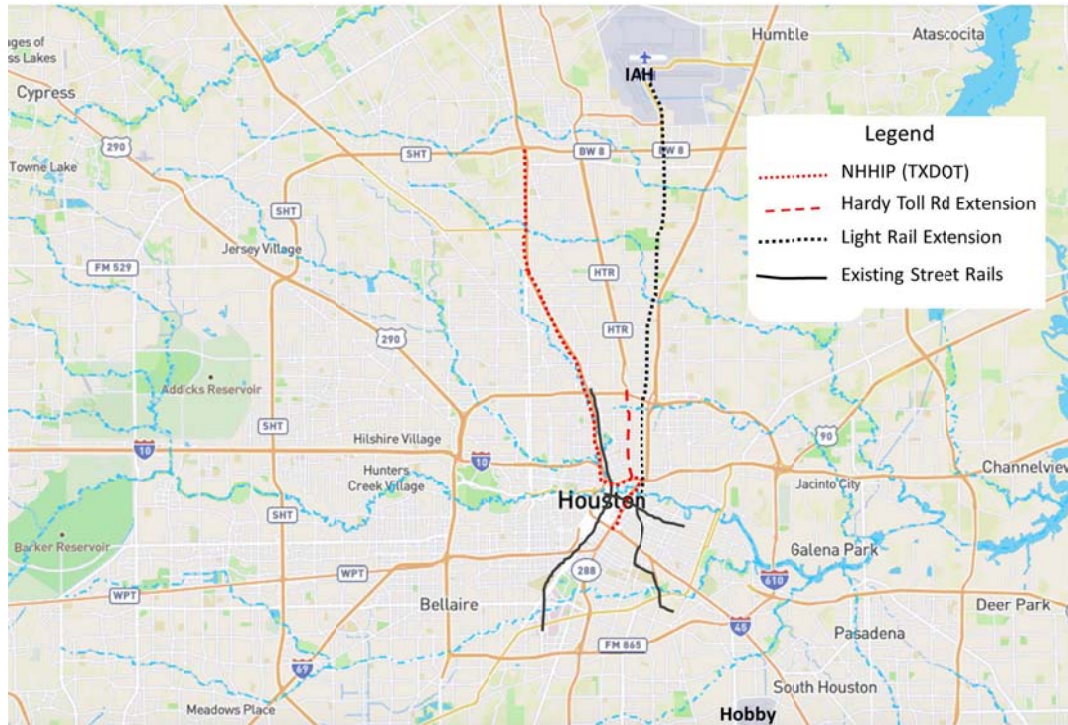 ages of
ss Lakes
Cypress
290
Towne Lake
SHT
SHT
Jersey Village
FM 529
290
Addicks Reservoir
SHT
10
Hilshire Village
10
Hunters
Creek Village
SHT
Barker Reservoir
WPT
WPT
Bellaire
69
Meadows Place
IAH
Humble
Atascocita
BW 8
BW 8
HTR
HTR
Legend
NHHIP (TXDOT)
Hardy Toll Rd Extension
Light Rail Extension
Existing Street Rails
90
Channelview
Jacinto City
Houston
288
Galena Park
610
Deer Park
45
Pasadena
FM 865
South Houston
Hobby